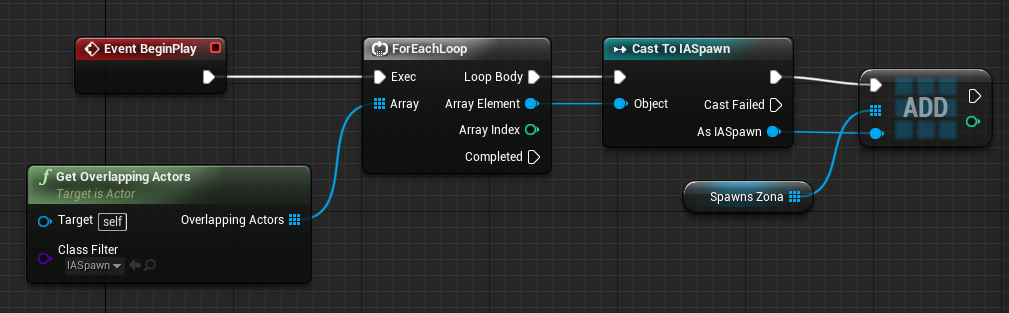 Event BeginPlay
ForEachLoop
Exec
Loop Body
Array
Array Element
Array Index
Completed
Cast To IASpawn
Object
Cast Failed
As IASpawn
ADD
Spawns Zona
f Get Overlapping Actors
Target is Actor
Target self
Overlapping Actors
Class Filter
IASpawn